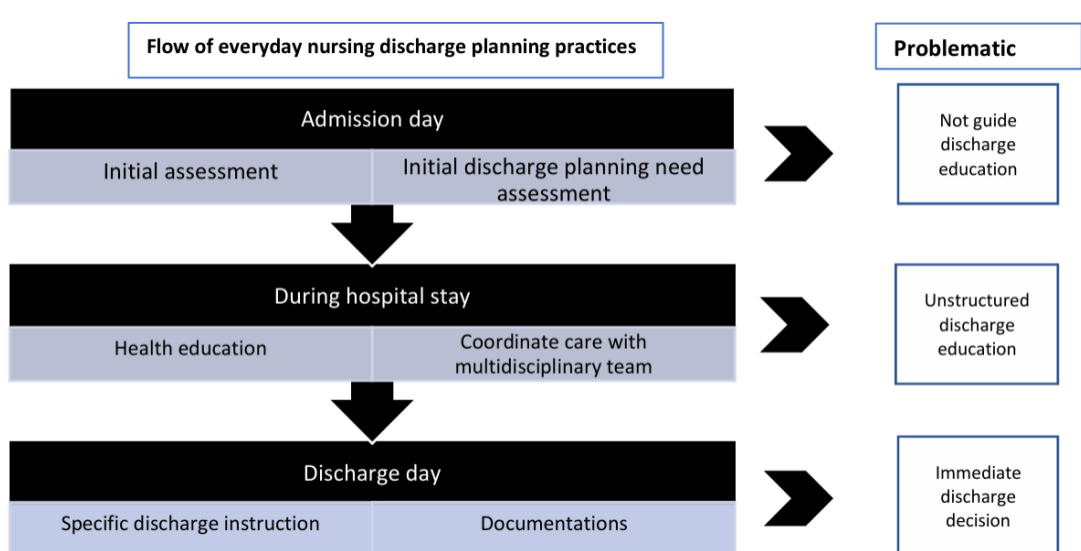 Flow of everyday nursing discharge planning practices
Problematic
Admission day
Initial assessment
Initial discharge planning need
assessment
Not guide
discharge
education
During hospital stay
Health education
Coordinate care with
multidisciplinary team
Unstructured
discharge
education
Discharge day
Specific discharge instruction
Documentations
Immediate
discharge
decision